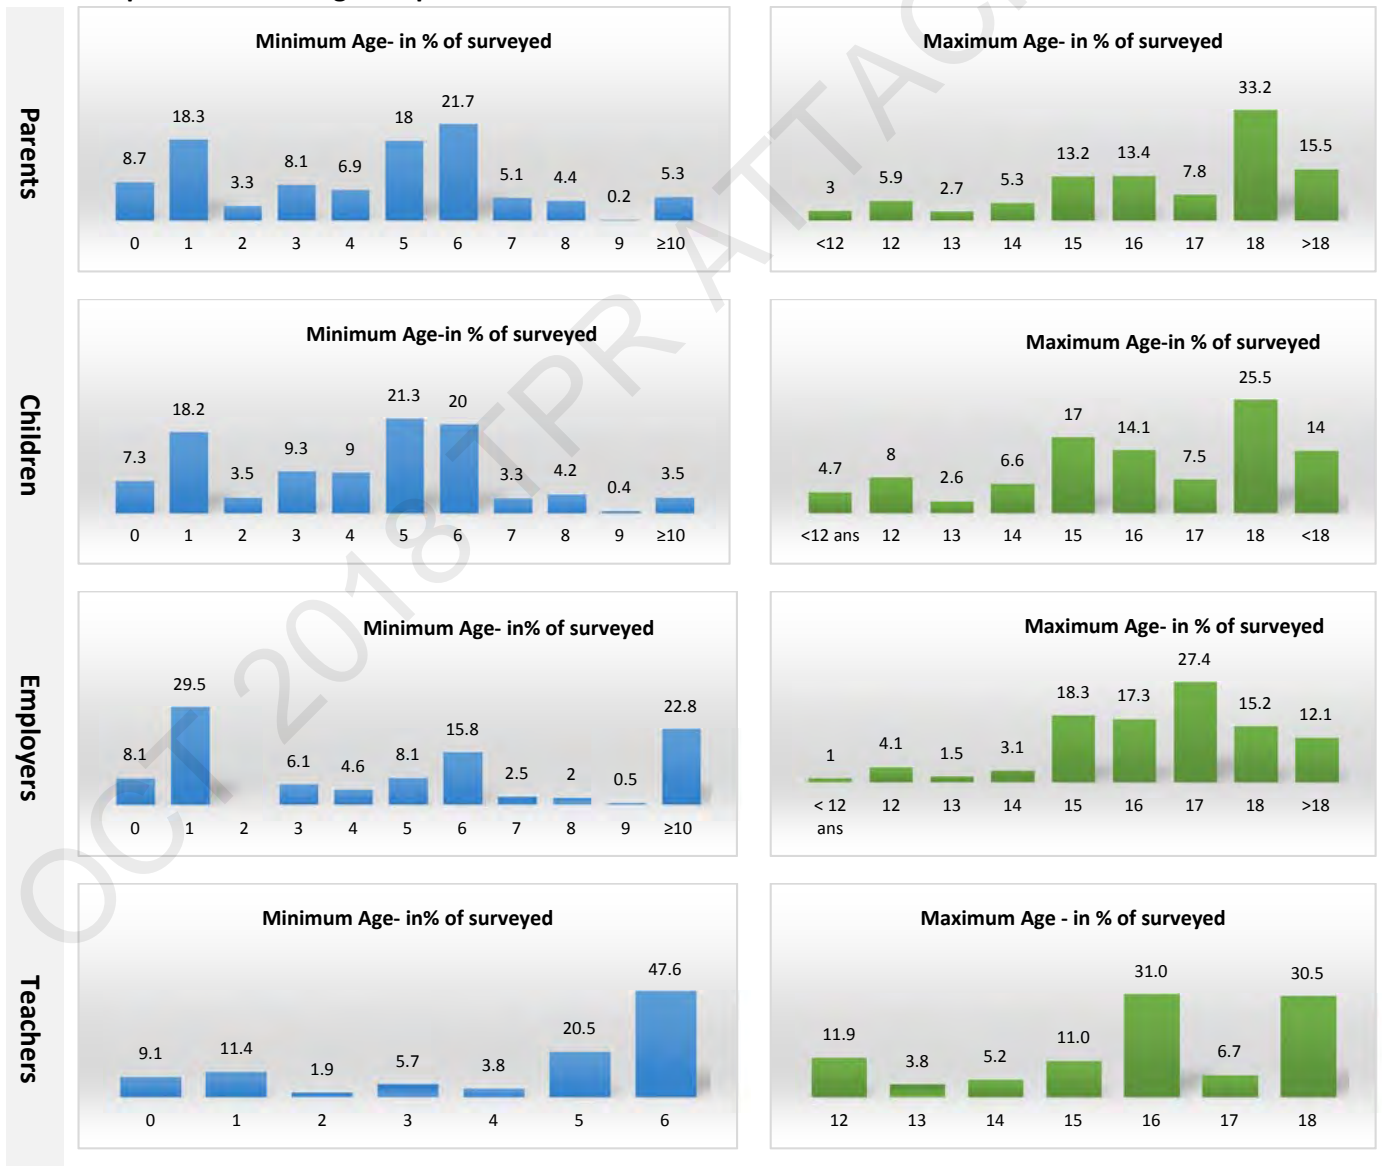 Parents
Minimum Age- in % of surveyed
8.7 18.3 3.3 8.1 6.9 18 21.7 5.1 4.4 0.2 5.3
0 1 2 3 4 5 6 7 8 9 ≥10
Maximum Age- in % of surveyed
3 5.9 2.7 5.3 13.2 13.4 7.8 33.2 15.5
<12 12 13 14 15 16 17 18 >18
Children
Minimum Age-in % of surveyed
7.3 18.2 3.5 9.3 9 21.3 20 3.3 4.2 0.4 3.5
0 1 2 3 4 5 6 7 8 9 ≥10
Maximum Age-in % of surveyed
4.7 8 2.6 6.6 17 14.1 7.5 25.5 14
<12 ans 12 13 14 15 16 17 18 <18
Employers
Minimum Age- in% of surveyed
8.1 29.5 6.1 4.6 8.1 15.8 2.5 2 0.5 22.8
0 1 2 3 4 5 6 7 8 9 ≥10
Maximum Age- in % of surveyed
1 4.1 1.5 3.1 18.3 17.3 27.4 15.2 12.1
< 12 12 13 14 15 16 17 18 >18
ans
Teachers
Minimum Age- in% of surveyed
9.1 11.4 1.9 5.7 3.8 20.5 47.6
0 1 2 3 4 5 6
Maximum Age - in % of surveyed
11.9 3.8 5.2 11.0 31.0 6.7 30.5
12 13 14 15 16 17 18
OCT 2018 TPR